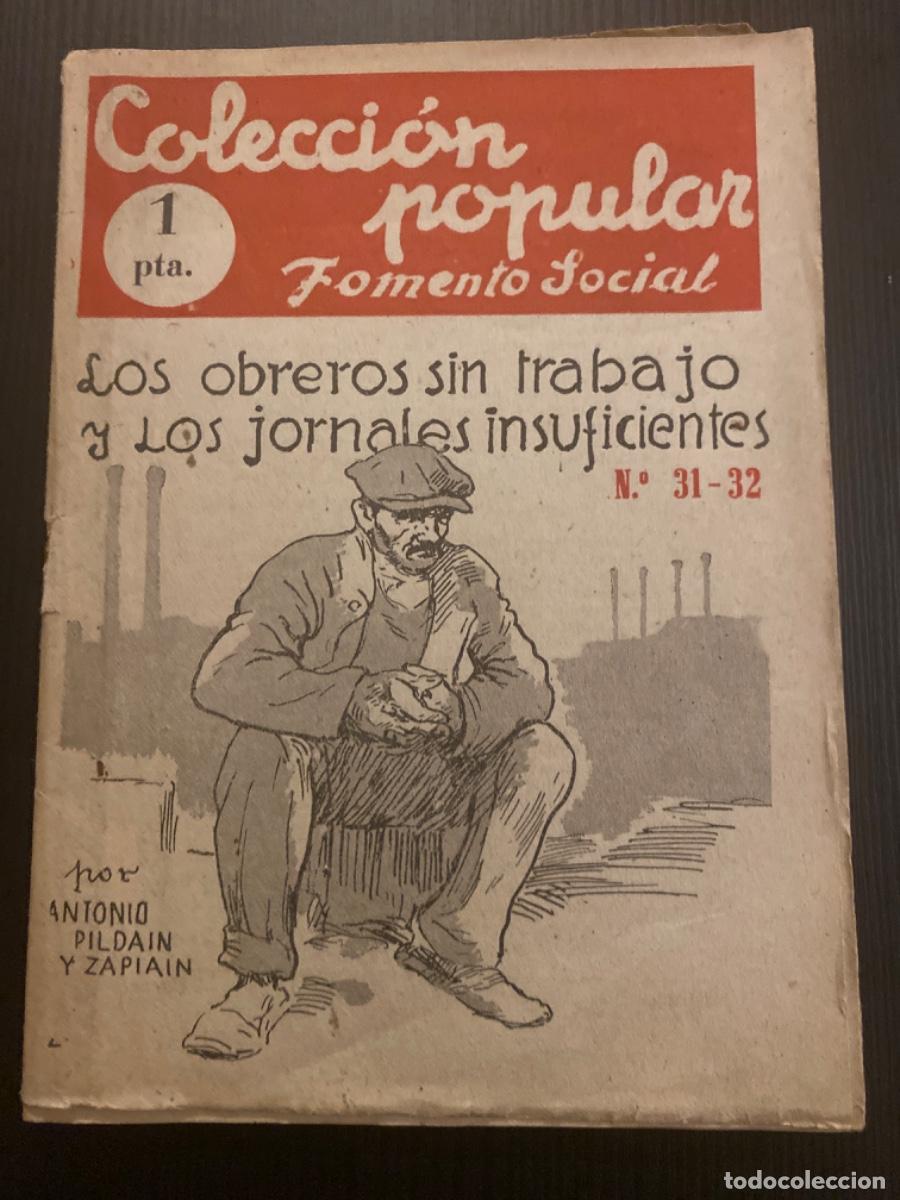 Colección
popular
1
pta.
Fomento Social
Los obreros sin trabajo
y Los jornales insuficientes
N.º 31-32
por
ANTONIO
PILDAIN
Y ZAPIAIN
todocoleccion